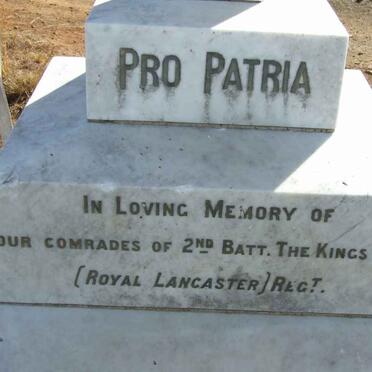 PRO PATRIA
IN LOVING MEMORY OF
OUR COMRADES OF 2ND BATT. THE KINGS
(ROYAL LANCASTER) REGT.